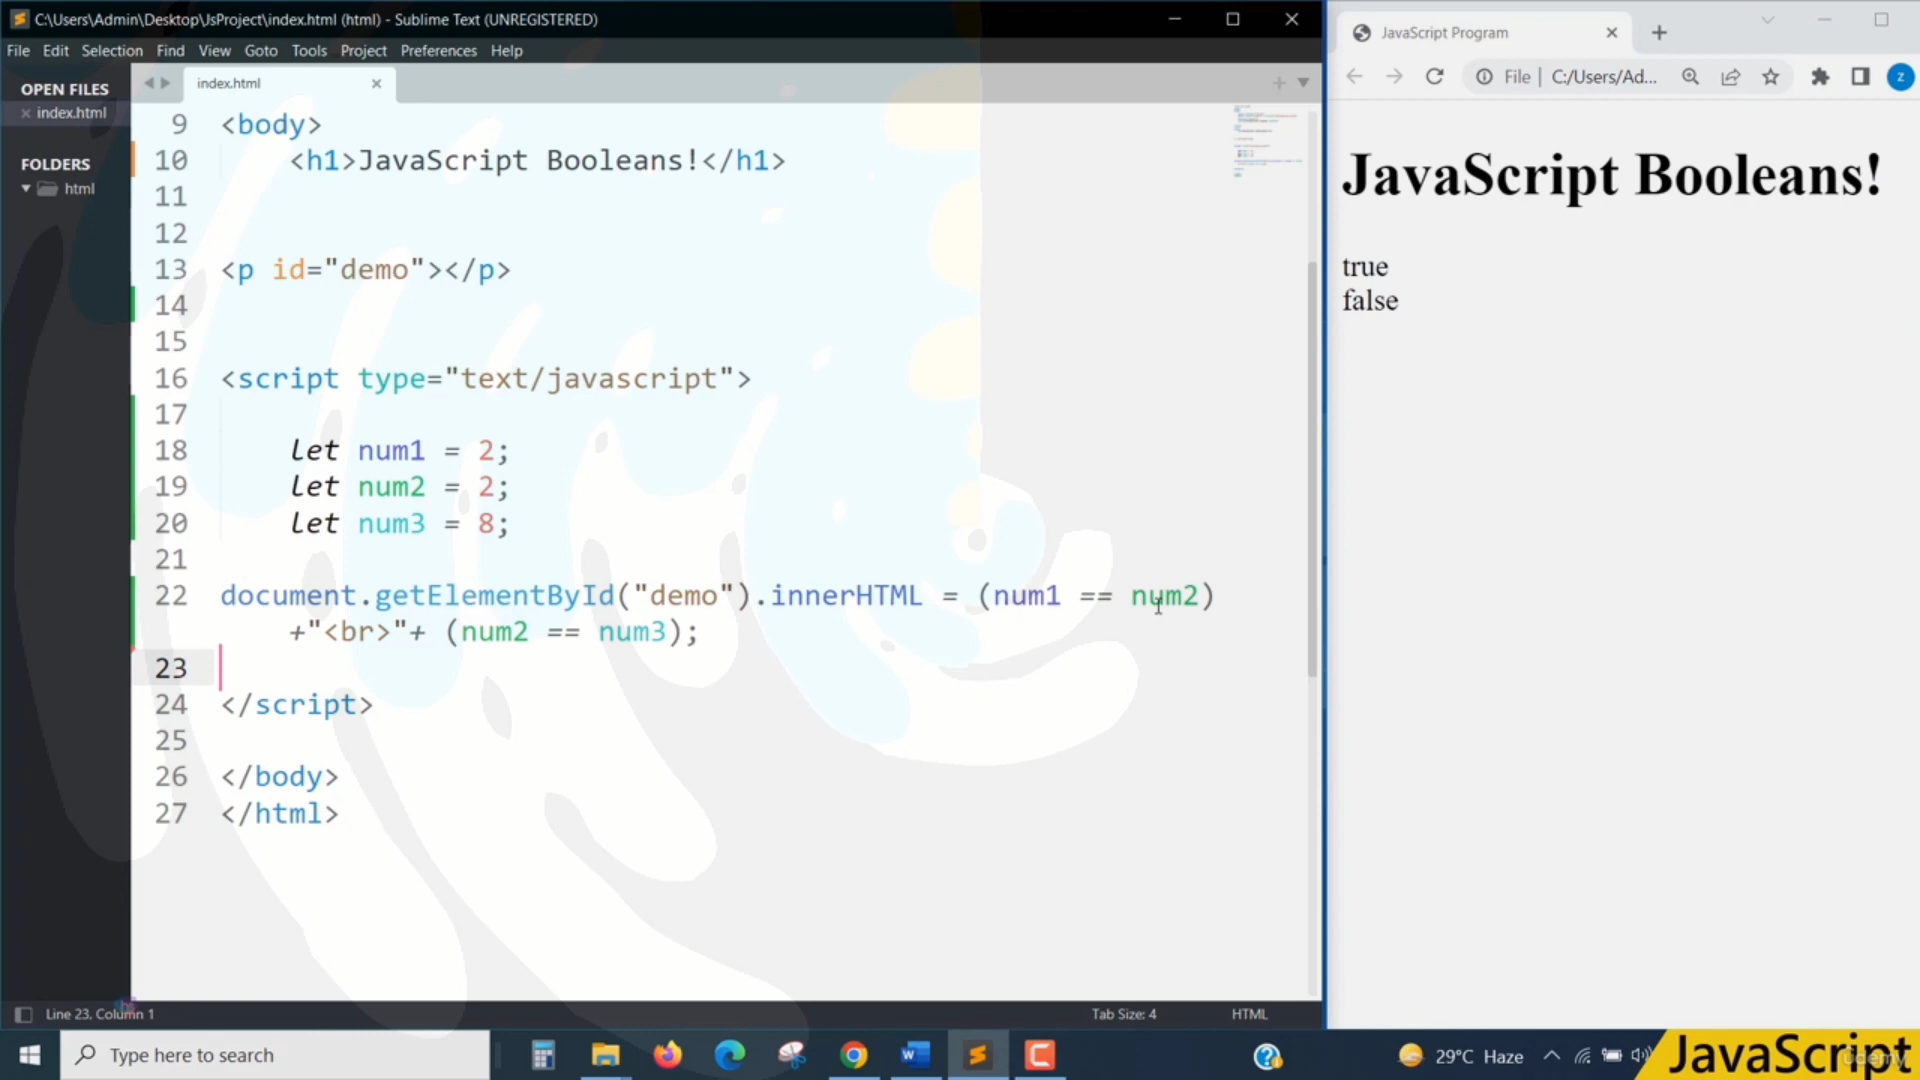 C:\Users\Admin\Desktop\JsProject\index.html (html) - Sublime Text (UNREGISTERED)
File Edit Selection Find View Goto Tools Project Preferences Help
OPEN FILES
index.html
FOLDERS
html
index.html
9 <body>
10 <h1>JavaScript Booleans!</h1>
11
12
13 <p id="demo"></p>
14
15
16 <script type="text/javascript">
17
18 let num1 = 2;
19 let num2 = 2;
20 let num3 = 8;
21
22 document.getElementById("demo").innerHTML = (num1 == num2)
+"<br>"+ (num2 == num3);
23
24 </script>
25
26 </body>
27 </html>
Line 23, Column 1
Tab Size: 4
HTML
JavaScript Program
File C:/Users/Ad...
z
JavaScript Booleans!
true
false
Type here to search
29°C Haze
JavaScript
udemy